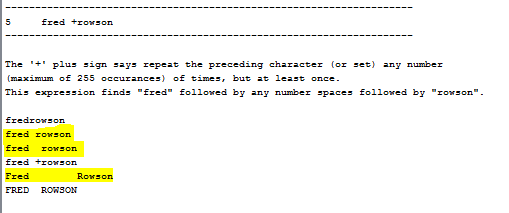 ----------------------------------------------------------------------
5     fred +rowson
----------------------------------------------------------------------
The '+' plus sign says repeat the preceding character (or set) any number
(maximum of 255 occurances) of times, but at least once.
This expression finds "fred" followed by any number spaces followed by "rowson".
fredrowson
fred rowson
fred  rowson
fred +rowson
Fred        Rowson
FRED  ROWSON